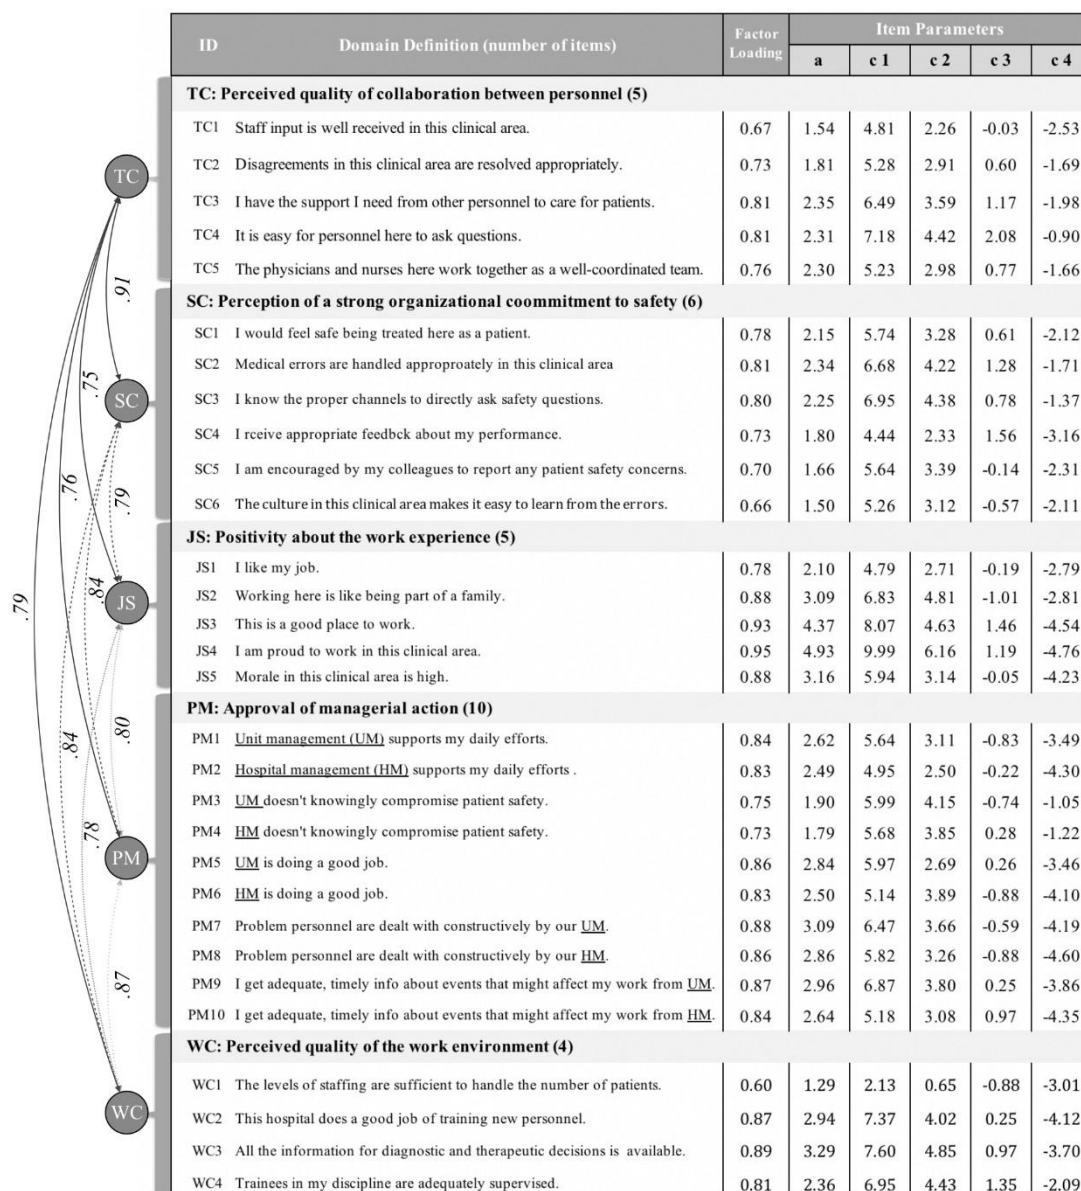 ID Domain Definition (number of items) Factor Loading Item Parameters
a c 1 c 2 c 3 c 4
TC: Perceived quality of collaboration between personnel (5)
TC1 Staff input is well received in this clinical area. 0.67 1.54 4.81 2.26 -0.03 -2.53
TC2 Disagreements in this clinical area are resolved appropriately. 0.73 1.81 5.28 2.91 0.60 -1.69
TC3 I have the support I need from other personnel to care for patients. 0.81 2.35 6.49 3.59 1.17 -1.98
TC4 It is easy for personnel here to ask questions. 0.81 2.31 7.18 4.42 2.08 -0.90
TC5 The physicians and nurses here work together as a well-coordinated team. 0.76 2.30 5.23 2.98 0.77 -1.66
SC: Perception of a strong organizational coommitment to safety (6)
SC1 I would feel safe being treated here as a patient. 0.78 2.15 5.74 3.28 0.61 -2.12
SC2 Medical errors are handled approproately in this clinical area 0.81 2.34 6.68 4.22 1.28 -1.71
SC3 I know the proper channels to directly ask safety questions. 0.80 2.25 6.95 4.38 0.78 -1.37
SC4 I rceive appropriate feedbck about my performance. 0.73 1.80 4.44 2.33 1.56 -3.16
SC5 I am encouraged by my colleagues to report any patient safety concerns. 0.70 1.66 5.64 3.39 -0.14 -2.31
SC6 The culture in this clinical area makes it easy to learn from the errors. 0.66 1.50 5.26 3.12 -0.57 -2.11
JS: Positivity about the work experience (5)
JS1 I like my job. 0.78 2.10 4.79 2.71 -0.19 -2.79
JS2 Working here is like being part of a family. 0.88 3.09 6.83 4.81 -1.01 -2.81
JS3 This is a good place to work. 0.93 4.37 8.07 4.63 1.46 -4.54
JS4 I am proud to work in this clinical area. 0.95 4.93 9.99 6.16 1.19 -4.76
JS5 Morale in this clinical area is high. 0.88 3.16 5.94 3.14 -0.05 -4.23
PM: Approval of managerial action (10)
PM1 Unit management (UM) supports my daily efforts. 0.84 2.62 5.64 3.11 -0.83 -3.49
PM2 Hospital management (HM) supports my daily efforts . 0.83 2.49 4.95 2.50 -0.22 -4.30
PM3 UM doesn't knowingly compromise patient safety. 0.75 1.90 5.99 4.15 -0.74 -1.05
PM4 HM doesn't knowingly compromise patient safety. 0.73 1.79 5.68 3.85 0.28 -1.22
PM5 UM is doing a good job. 0.86 2.84 5.97 2.69 0.26 -3.46
PM6 HM is doing a good job. 0.83 2.50 5.14 3.89 -0.88 -4.10
PM7 Problem personnel are dealt with constructively by our UM. 0.88 3.09 6.47 3.66 -0.59 -4.19
PM8 Problem personnel are dealt with constructively by our HM. 0.86 2.86 5.82 3.26 -0.88 -4.60
PM9 I get adequate, timely info about events that might affect my work from UM. 0.87 2.96 6.87 3.80 0.25 -3.86
PM10 I get adequate, timely info about events that might affect my work from HM. 0.84 2.64 5.18 3.08 0.97 -4.35
WC: Perceived quality of the work environment (4)
WC1 The levels of staffing are sufficient to handle the number of patients. 0.60 1.29 2.13 0.65 -0.88 -3.01
WC2 This hospital does a good job of training new personnel. 0.87 2.94 7.37 4.02 0.25 -4.12
WC3 All the information for diagnostic and therapeutic decisions is available. 0.89 3.29 7.60 4.85 0.97 -3.70
WC4 Trainees in my discipline are adequately supervised. 0.81 2.36 6.95 4.43 1.35 -2.09
TC
.91
.75
SC
.76
.79
.84
JS
.79
.84
.80
.78
PM
.87
WC